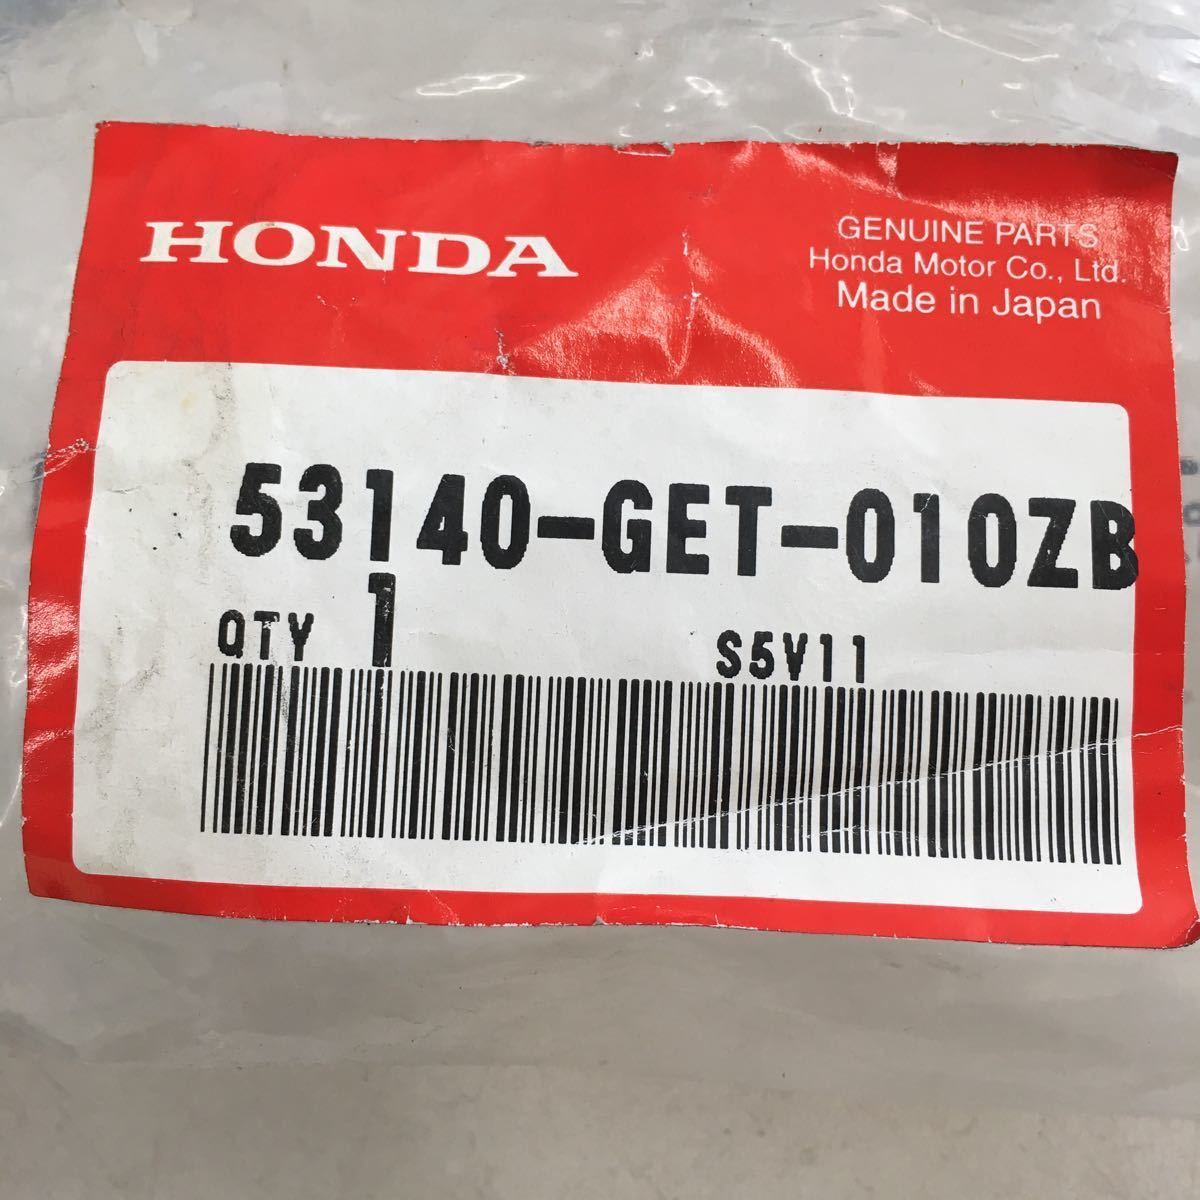 HONDA
GENUINE PARTS
Honda Motor Co., Ltd.
Made in Japan
53140-GET-010ZB
QTY 1 S5V11